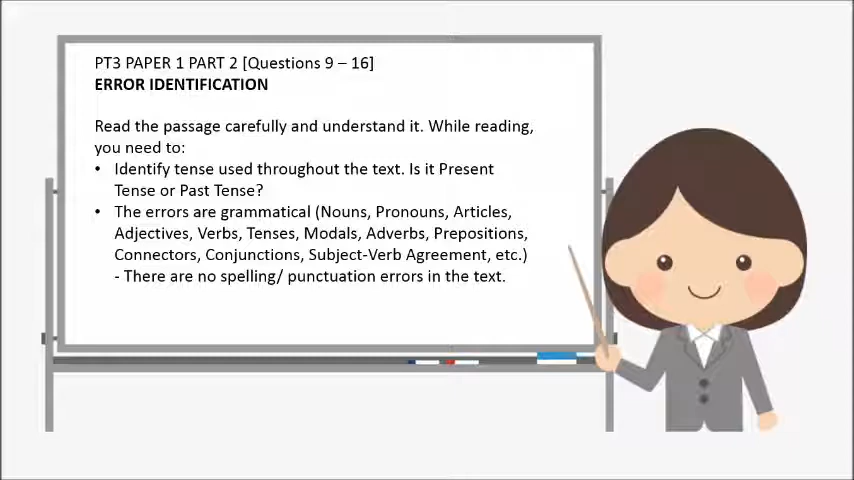 PT3 PAPER 1 PART 2 [Questions 9 – 16]
ERROR IDENTIFICATION
Read the passage carefully and understand it. While reading,
you need to:
• Identify tense used throughout the text. Is it Present
Tense or Past Tense?
• The errors are grammatical (Nouns, Pronouns, Articles,
Adjectives, Verbs, Tenses, Modals, Adverbs, Prepositions,
Connectors, Conjunctions, Subject-Verb Agreement, etc.)
- There are no spelling/ punctuation errors in the text.